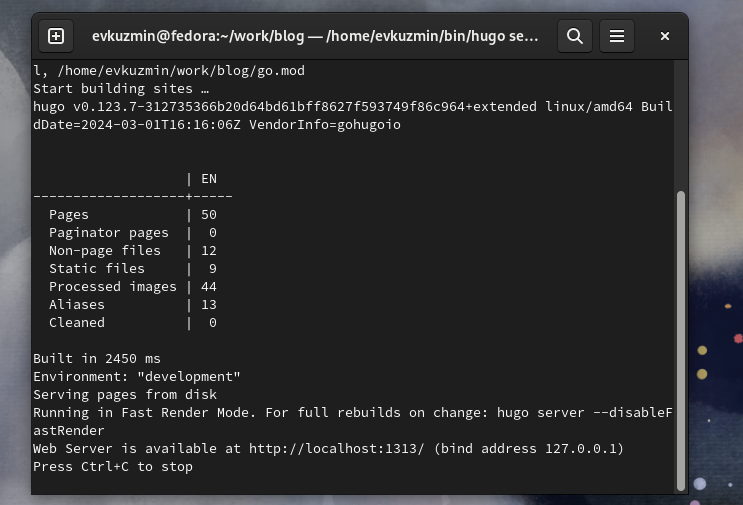 evkuzmin@fedora:~/work/blog — /home/evkuzmin/bin/hugo se…
l, /home/evkuzmin/work/blog/go.mod
Start building sites …
hugo v0.123.7-312735366b20d64bd61bff8627f593749f86c964+extended linux/amd64 Buil
dDate=2024-03-01T16:16:06Z VendorInfo=gohugoio
                   | EN
-------------------+-----
  Pages            | 50
  Paginator pages  |  0
  Non-page files   | 12
  Static files     |  9
  Processed images | 44
  Aliases          | 13
  Cleaned          |  0
Built in 2450 ms
Environment: "development"
Serving pages from disk
Running in Fast Render Mode. For full rebuilds on change: hugo server --disableF
astRender
Web Server is available at http://localhost:1313/ (bind address 127.0.0.1)
Press Ctrl+C to stop